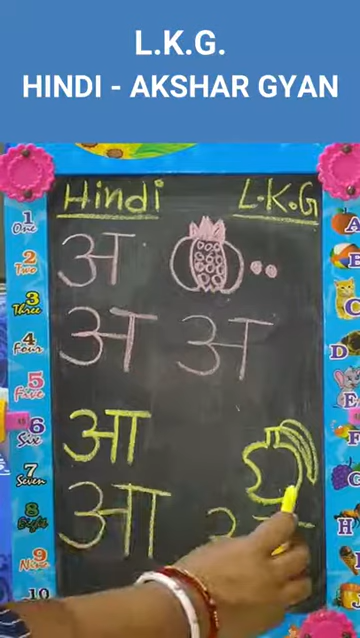 L.K.G.
HINDI - AKSHAR GYAN
Hindi L.K.G
अ
अ अ
आ
आ
1 One
2 Two
3 Three
4 Four
5 Five
6 Six
7 Seven
8 Eight
9 Nine
10
A
B
C
D
E
F
G
H
I
J